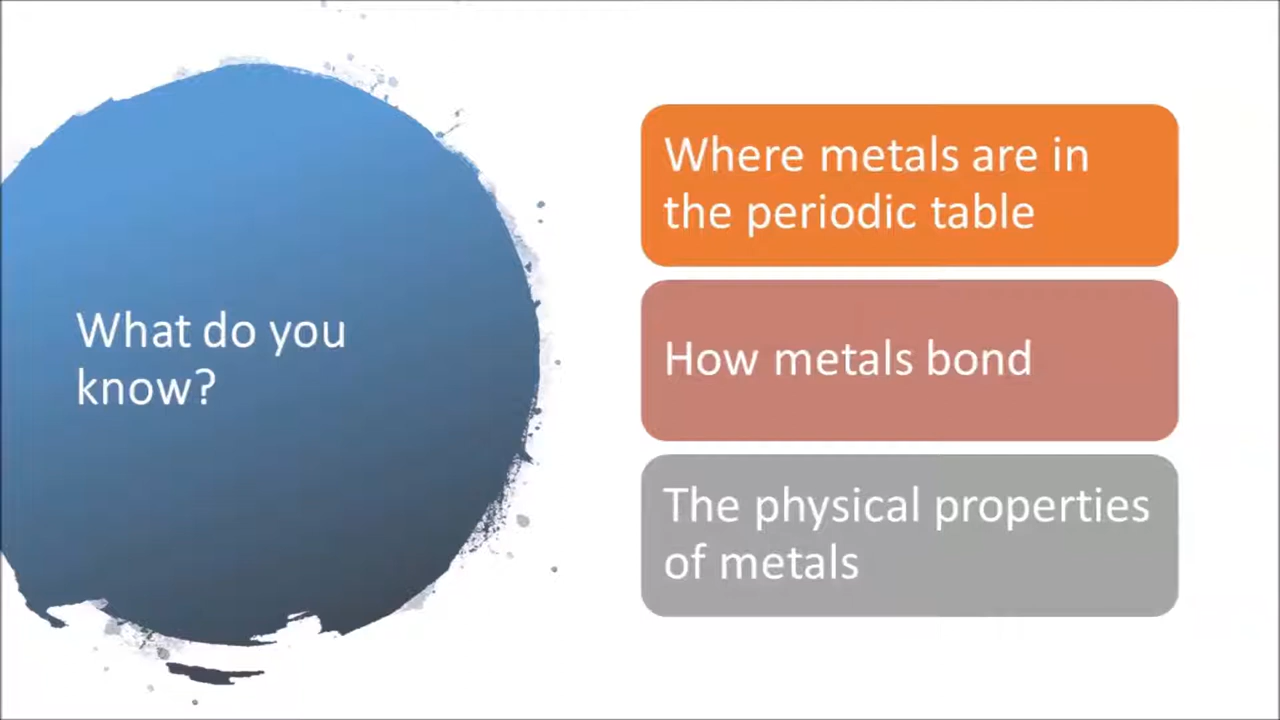 What do you
know?
Where metals are in
the periodic table
How metals bond
The physical properties
of metals